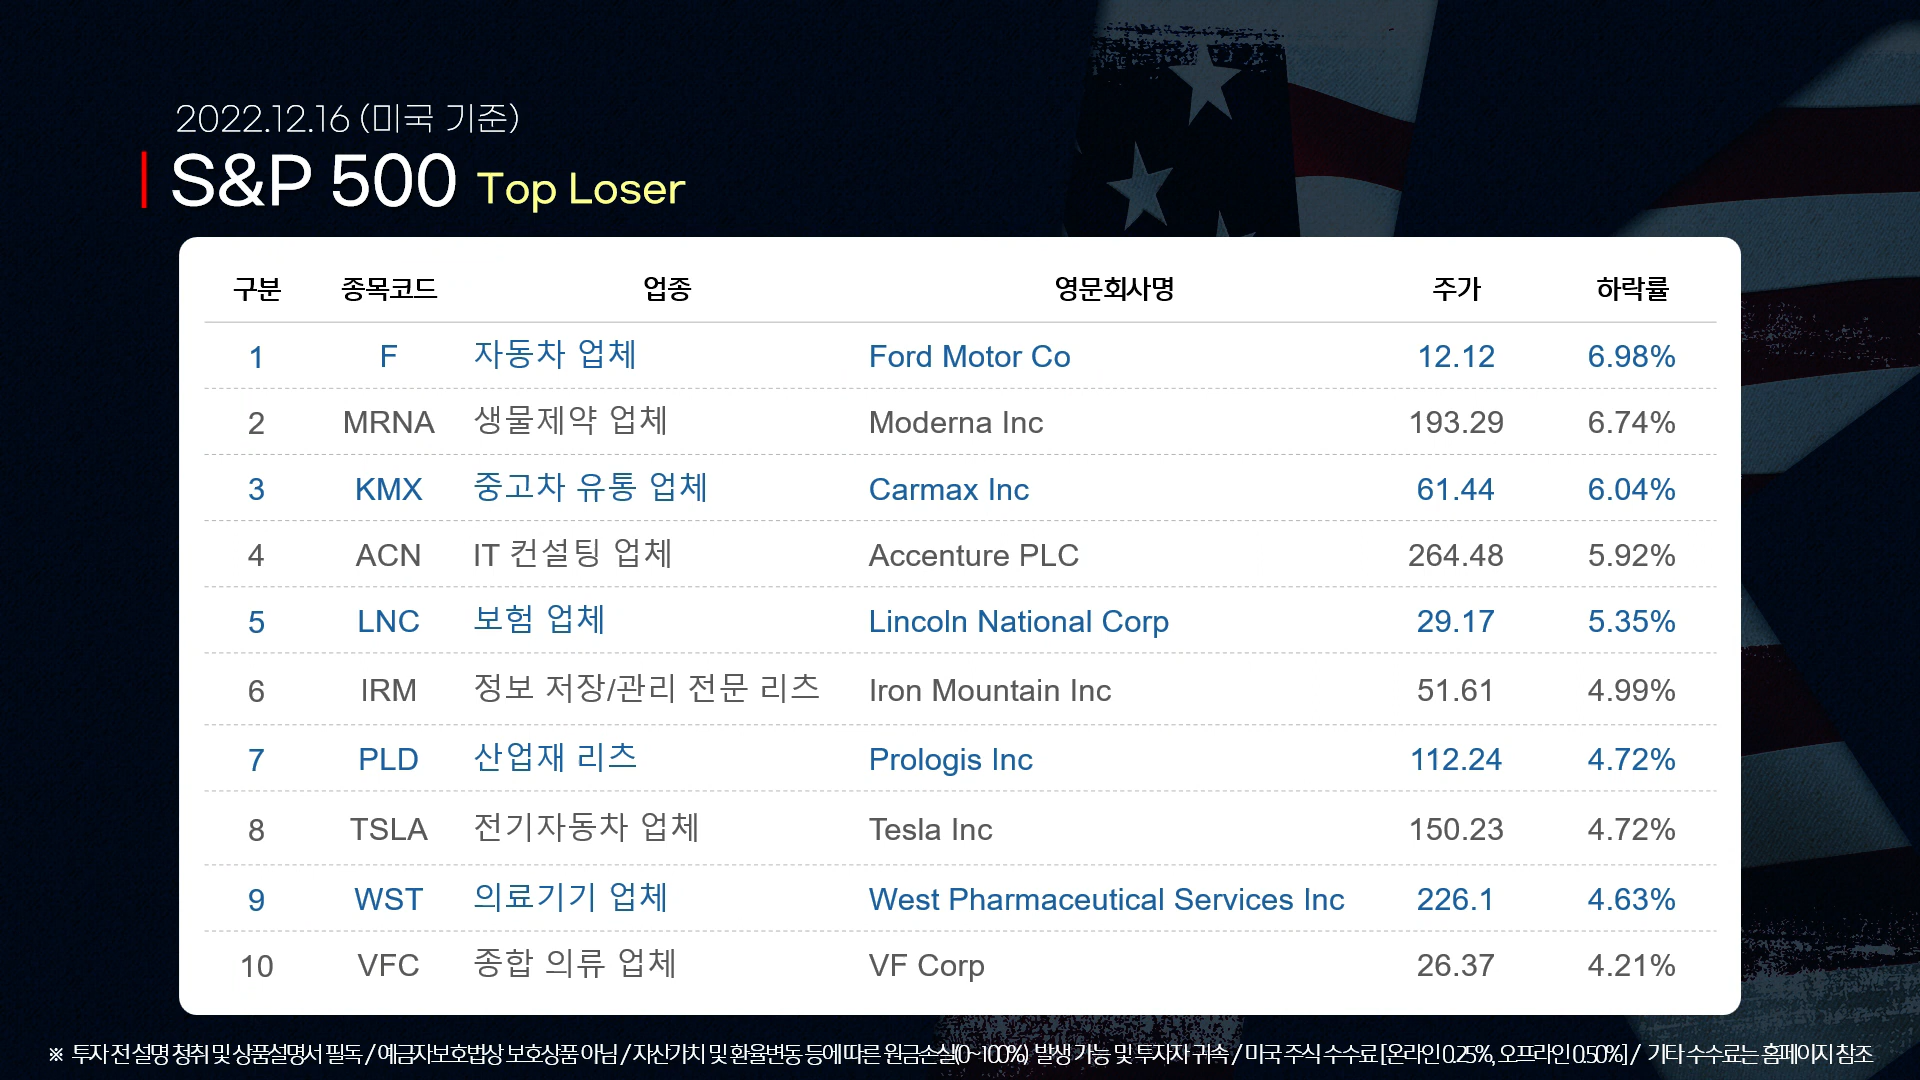 2022.12.16 (미국 기준)
S&P 500 Top Loser
구분 종목코드 업종 영문회사명 주가 하락률
1 F 자동차 업체 Ford Motor Co 12.12 6.98%
2 MRNA 생물제약 업체 Moderna Inc 193.29 6.74%
3 KMX 중고차 유통 업체 Carmax Inc 61.44 6.04%
4 ACN IT 컨설팅 업체 Accenture PLC 264.48 5.92%
5 LNC 보험 업체 Lincoln National Corp 29.17 5.35%
6 IRM 정보 저장/관리 전문 리츠 Iron Mountain Inc 51.61 4.99%
7 PLD 산업재 리츠 Prologis Inc 112.24 4.72%
8 TSLA 전기자동차 업체 Tesla Inc 150.23 4.72%
9 WST 의료기기 업체 West Pharmaceutical Services Inc 226.1 4.63%
10 VFC 종합 의류 업체 VF Corp 26.37 4.21%
※ 투자 전 설명 청취 및 상품설명서 필독 / 예금자보호법상 보호상품 아님 / 자산가치 및 환율변동 등에 따른 원금손실(0~100%) 발생 가능 및 투자자 귀속 / 미국 주식 수수료 [온라인 0.25%, 오프라인 0.50%] / 기타 수수료는 홈페이지 참조